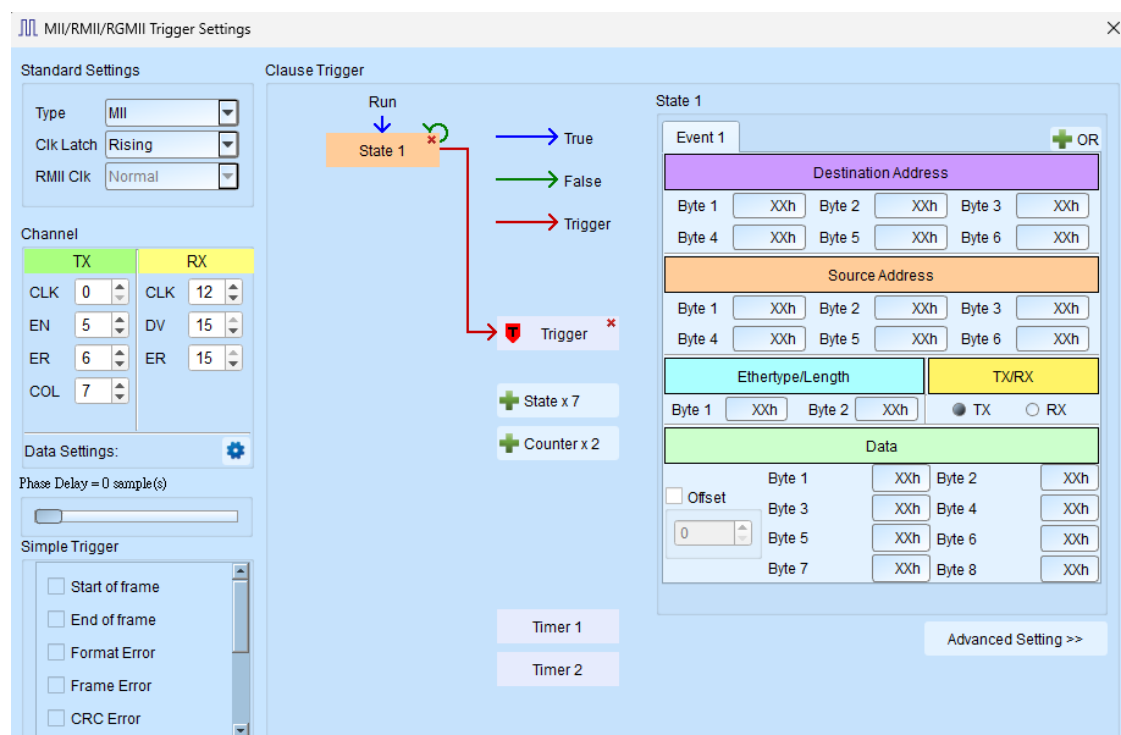 MII/RMII/RGMII Trigger Settings
Standard Settings
Type MII
Clk Latch Rising
RMII Clk Normal
Channel
TX RX
CLK 0 CLK 12
EN 5 DV 15
ER 6 ER 15
COL 7
Data Settings:
Phase Delay = 0 sample(s)
Simple Trigger
Start of frame
End of frame
Format Error
Frame Error
CRC Error
Clause Trigger
Run
State 1
True
False
Trigger
T Trigger
State x 7
Counter x 2
Timer 1
Timer 2
State 1
Event 1 OR
Destination Address
Byte 1 XXh Byte 2 XXh Byte 3 XXh
Byte 4 XXh Byte 5 XXh Byte 6 XXh
Source Address
Byte 1 XXh Byte 2 XXh Byte 3 XXh
Byte 4 XXh Byte 5 XXh Byte 6 XXh
Ethertype/Length TX/RX
Byte 1 XXh Byte 2 XXh TX RX
Data
Byte 1 XXh Byte 2 XXh
Offset
Byte 3 XXh Byte 4 XXh
0 Byte 5 XXh Byte 6 XXh
Byte 7 XXh Byte 8 XXh
Advanced Setting >>